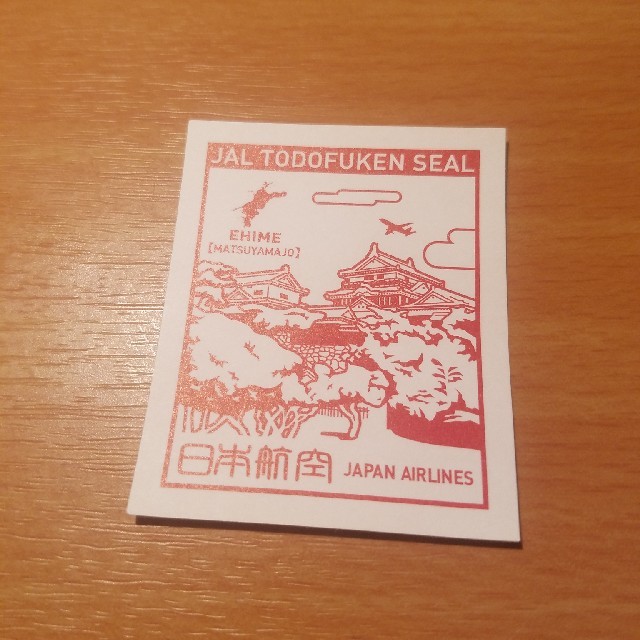 JAL TODOFUKEN SEAL
EHIME
[MATSUYAMAJO]
日本航空 JAPAN AIRLINES